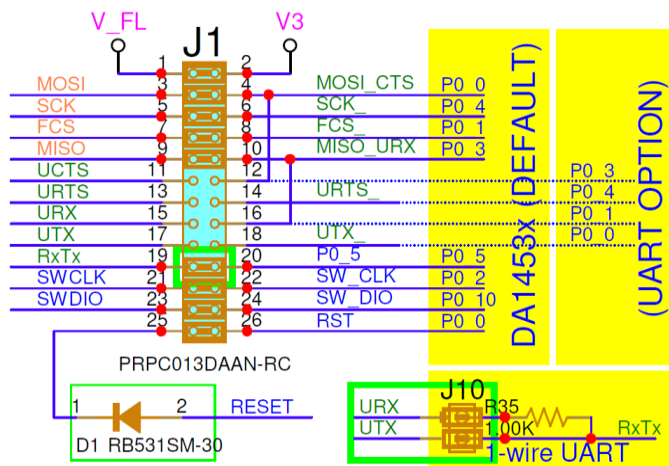 V_FL J1 V3
1 2
MOSI 3 4 MOSI_CTS P0_0
SCK 5 6 SCK_ P0_4
FCS 7 8 FCS_ P0_1
MISO 9 10 MISO_URX P0_3
UCTS 11 12 P0_3
URTS 13 14 URTS_ P0_4
URX 15 16 P0_1
UTX 17 18 UTX_ P0_0
RxTx 19 20 P0_5 P0_5
SWCLK 21 22 SW_CLK P0_2
SWDIO 23 24 SW_DIO P0_10
25 26 RST P0_0
DA1453x (DEFAULT)
(UART OPTION)
PRPC013DAAN-RC
1 2 RESET
D1 RB531SM-30
J10
URX R35
UTX 1.00K RxTx
1-wire UART